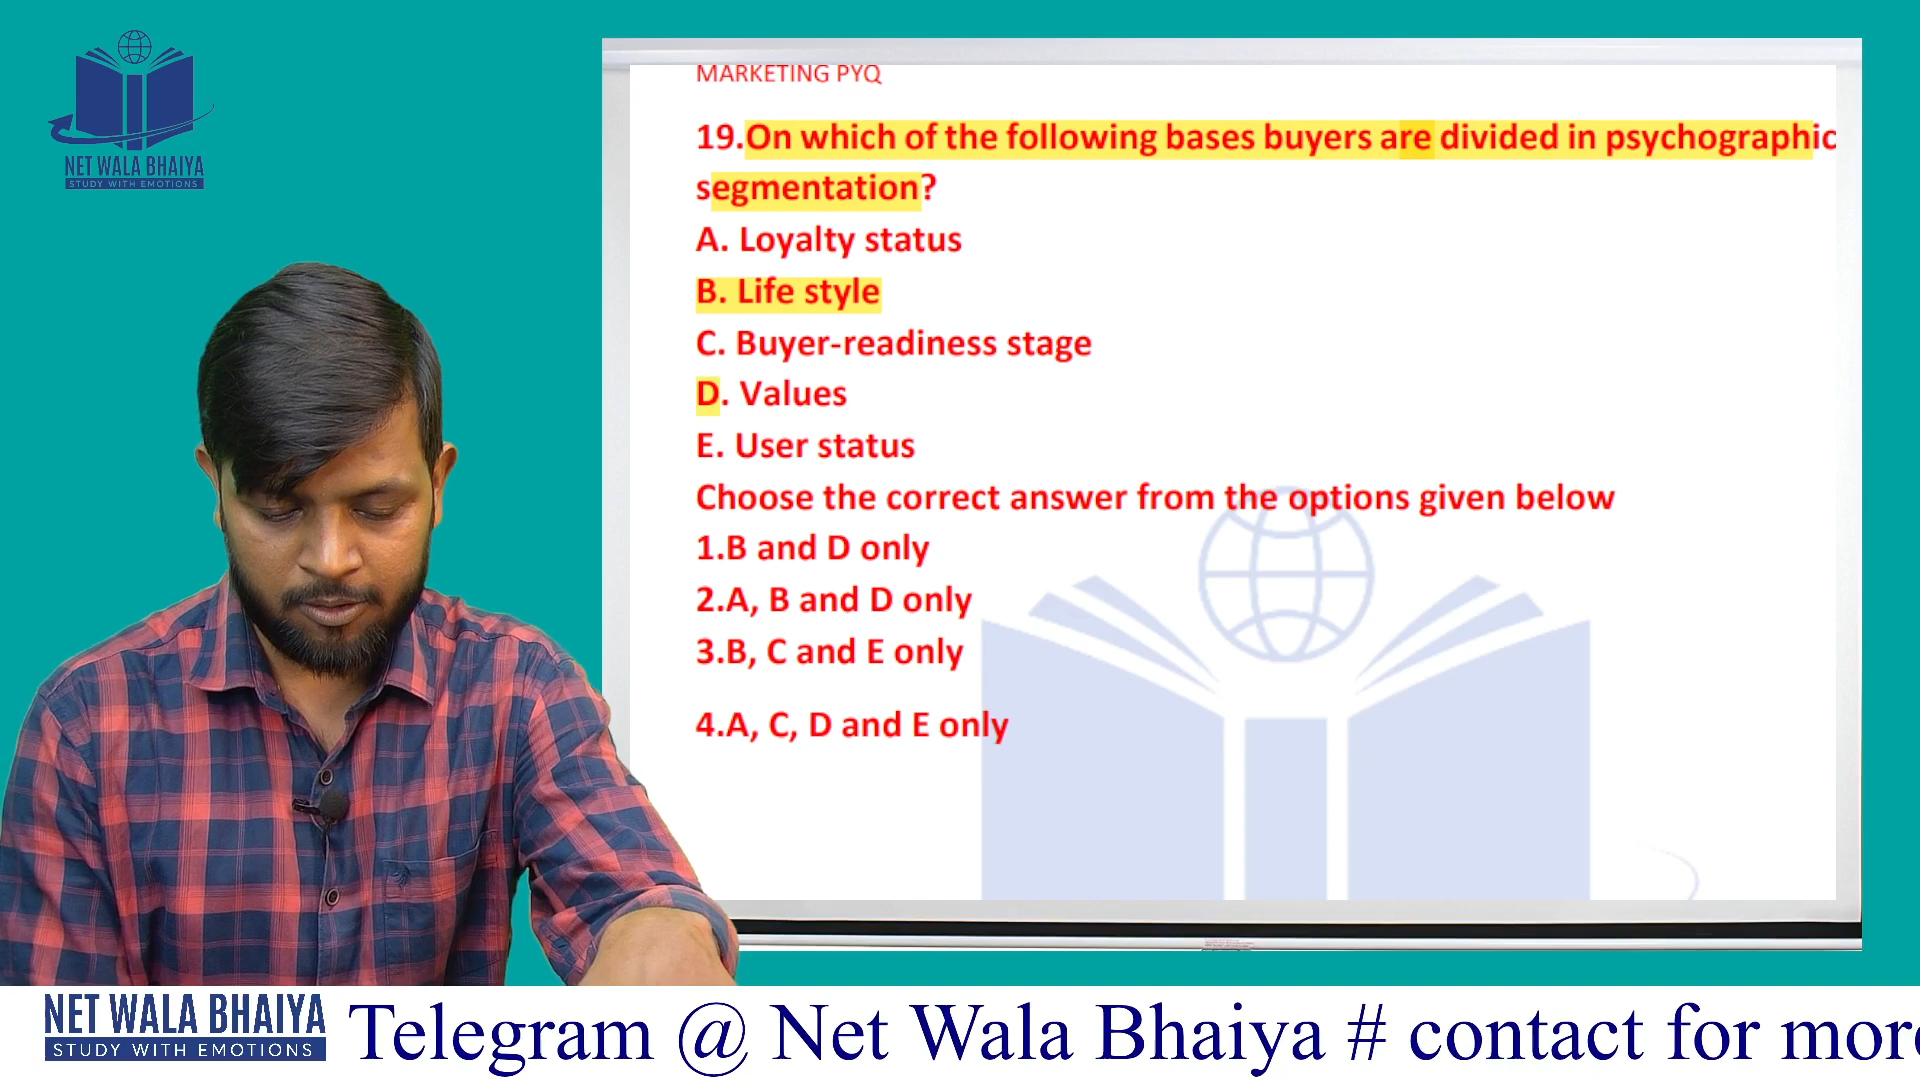 NET WALA BHAIYA
STUDY WITH EMOTIONS
MARKETING PYQ
19.On which of the following bases buyers are divided in psychographic
segmentation?
A. Loyalty status
B. Life style
C. Buyer-readiness stage
D. Values
E. User status
Choose the correct answer from the options given below
1.B and D only
2.A, B and D only
3.B, C and E only
4.A, C, D and E only
NET WALA BHAIYA
STUDY WITH EMOTIONS
Telegram @ Net Wala Bhaiya # contact for more